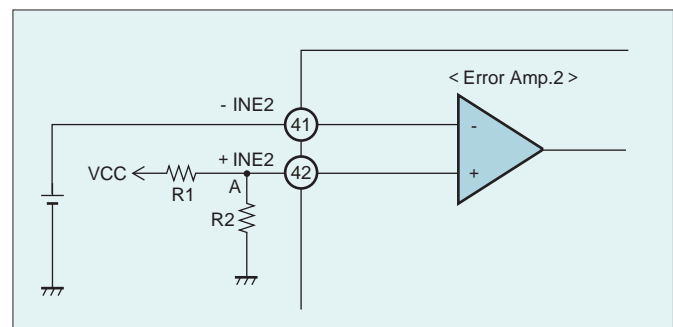 < Error Amp.2 >
- INE2
41
-
+ INE2
42
+
VCC
R1
A
R2